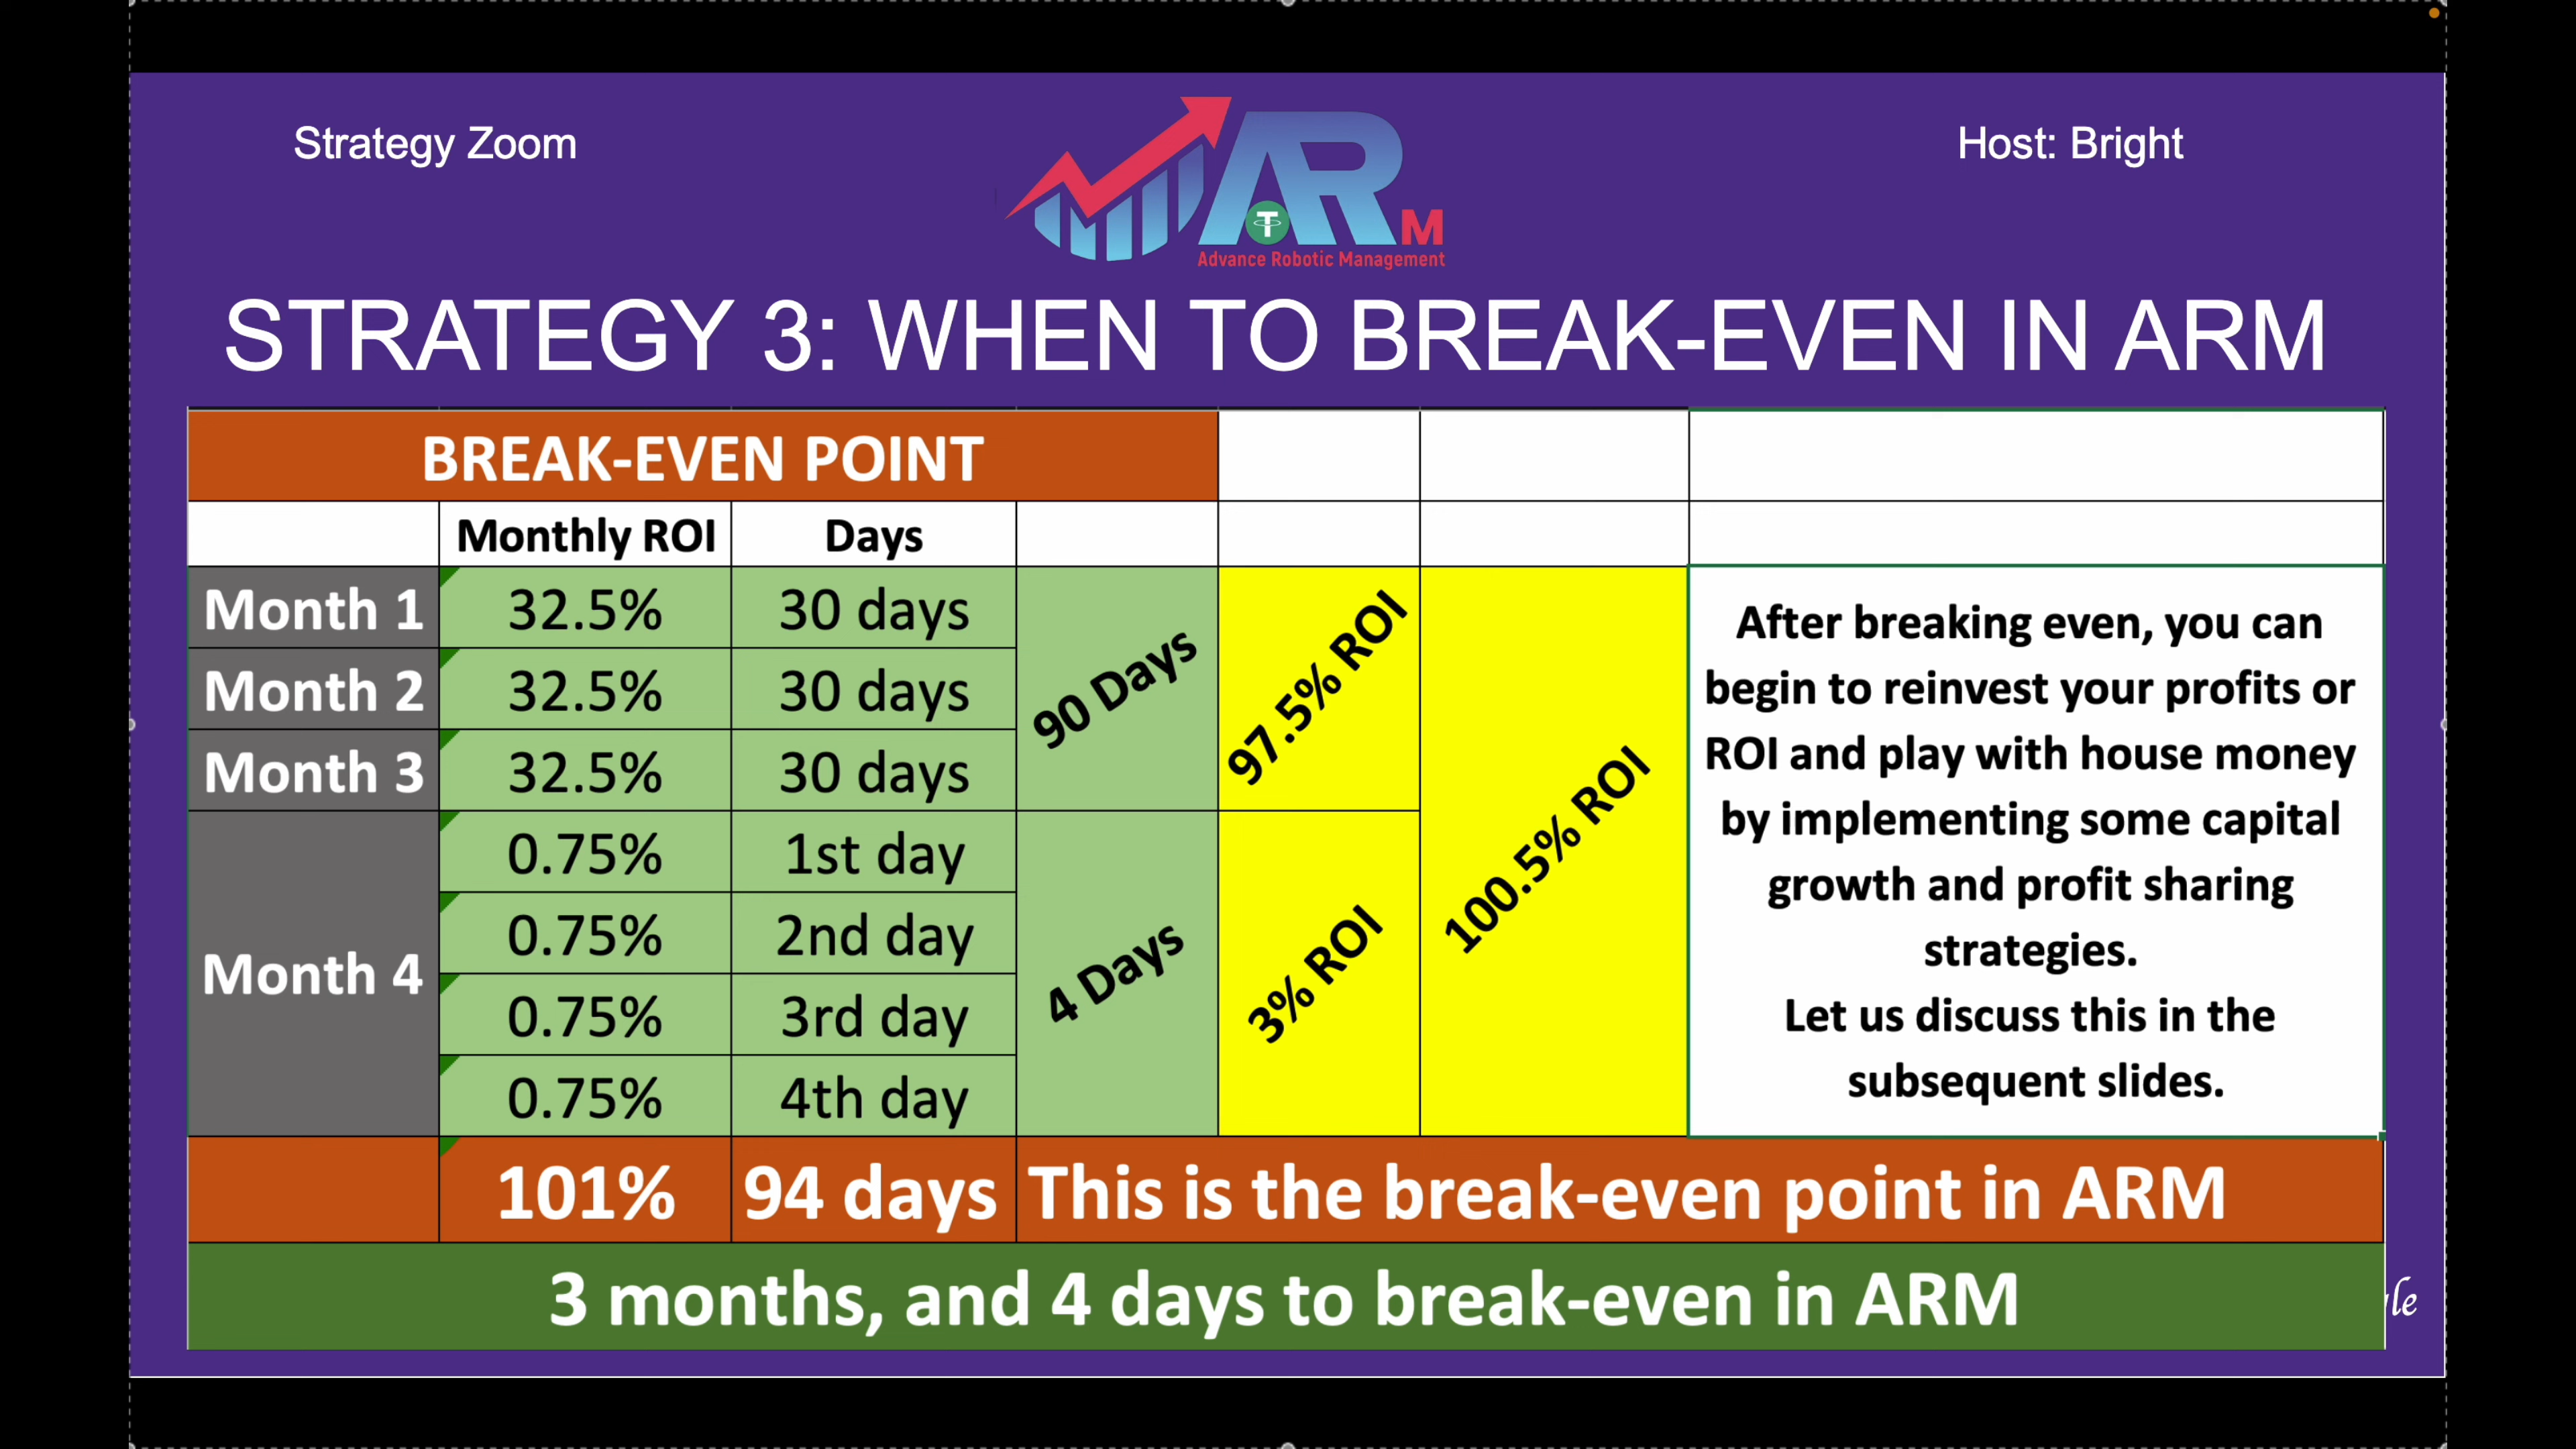 Strategy Zoom
Host: Bright
AR M
Advance Robotic Management
STRATEGY 3: WHEN TO BREAK-EVEN IN ARM
BREAK-EVEN POINT
Monthly ROI Days
Month 1 32.5% 30 days
Month 2 32.5% 30 days
Month 3 32.5% 30 days
90 Days
97.5% ROI
Month 4
0.75% 1st day
0.75% 2nd day
0.75% 3rd day
0.75% 4th day
4 Days
3% ROI
100.5% ROI
After breaking even, you can
begin to reinvest your profits or
ROI and play with house money
by implementing some capital
growth and profit sharing
strategies.
Let us discuss this in the
subsequent slides.
101% 94 days This is the break-even point in ARM
3 months, and 4 days to break-even in ARM